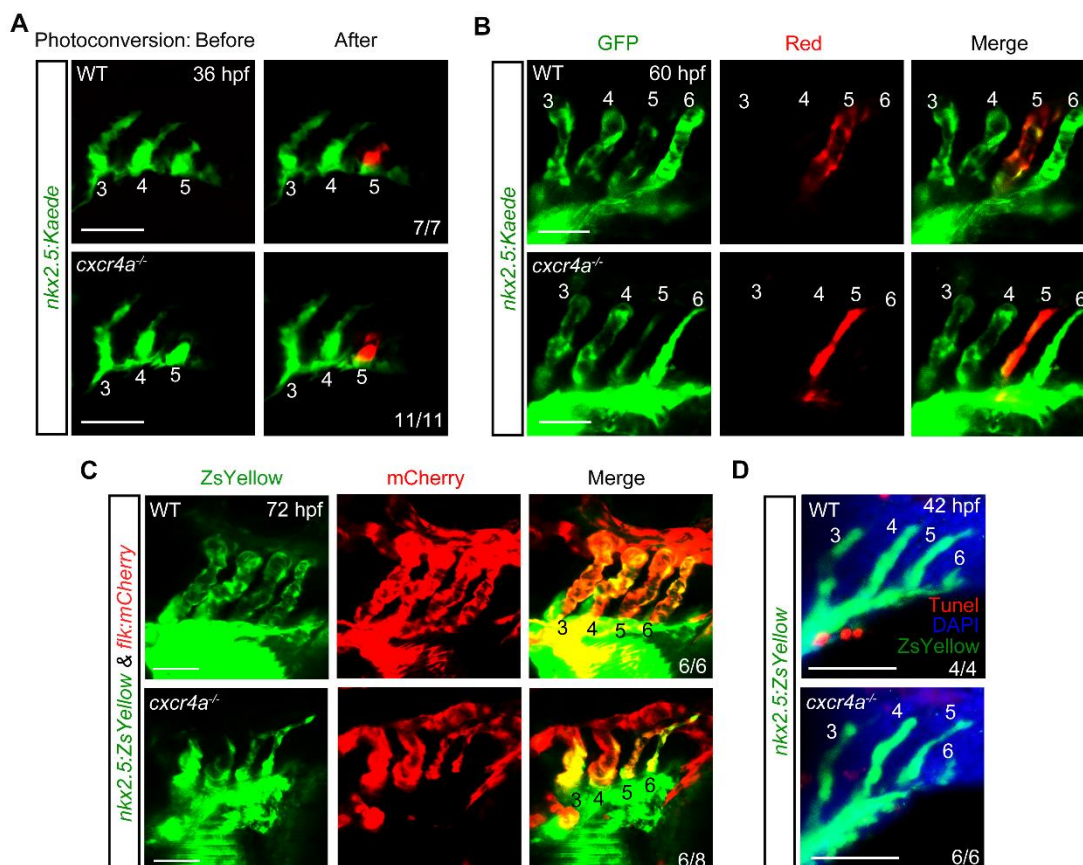 A
Photoconversion: Before After
nkx2.5:Kaede
WT 36 hpf
3 4 5
3 4 5
7/7
cxcr4a-/-
3 4 5
3 4 5
11/11
B
GFP Red Merge
nkx2.5:Kaede
WT 60 hpf
3 4 5 6
3 4 5 6
3 4 5 6
cxcr4a-/-
3 4 5 6
3 4 5 6
3 4 5 6
C
ZsYellow mCherry Merge
nkx2.5:ZsYellow & flk:mCherry
WT 72 hpf
3 4 5 6
6/6
cxcr4a-/-
3 4 5 6
6/8
D
nkx2.5:ZsYellow
WT 42 hpf
3 4 5 6
Tunel
DAPI
ZsYellow
4/4
cxcr4a-/-
3 4 5 6
6/6